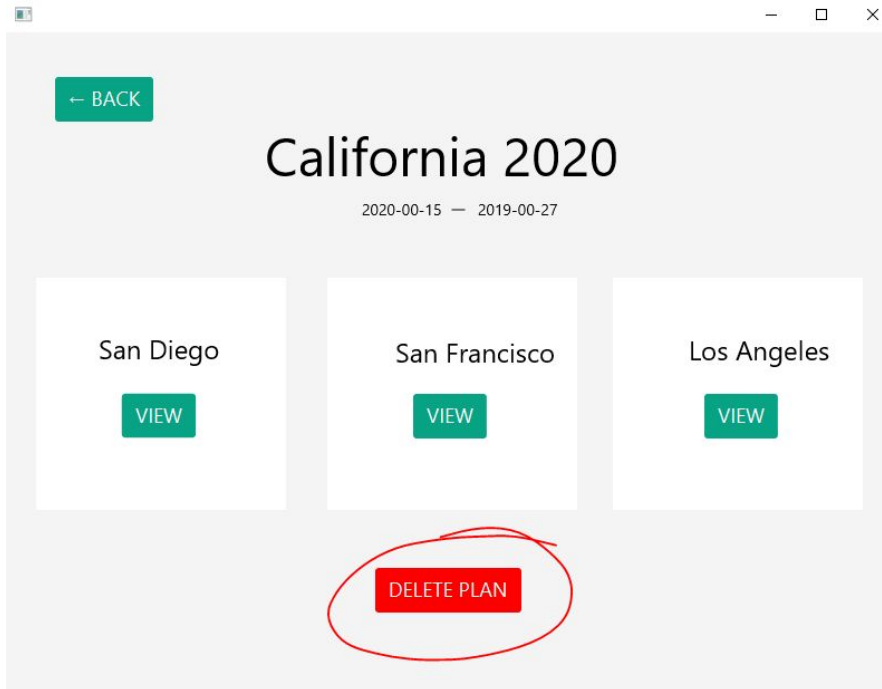 ← BACK
California 2020
2020-00-15 — 2019-00-27
San Diego San Francisco Los Angeles
VIEW VIEW VIEW
DELETE PLAN